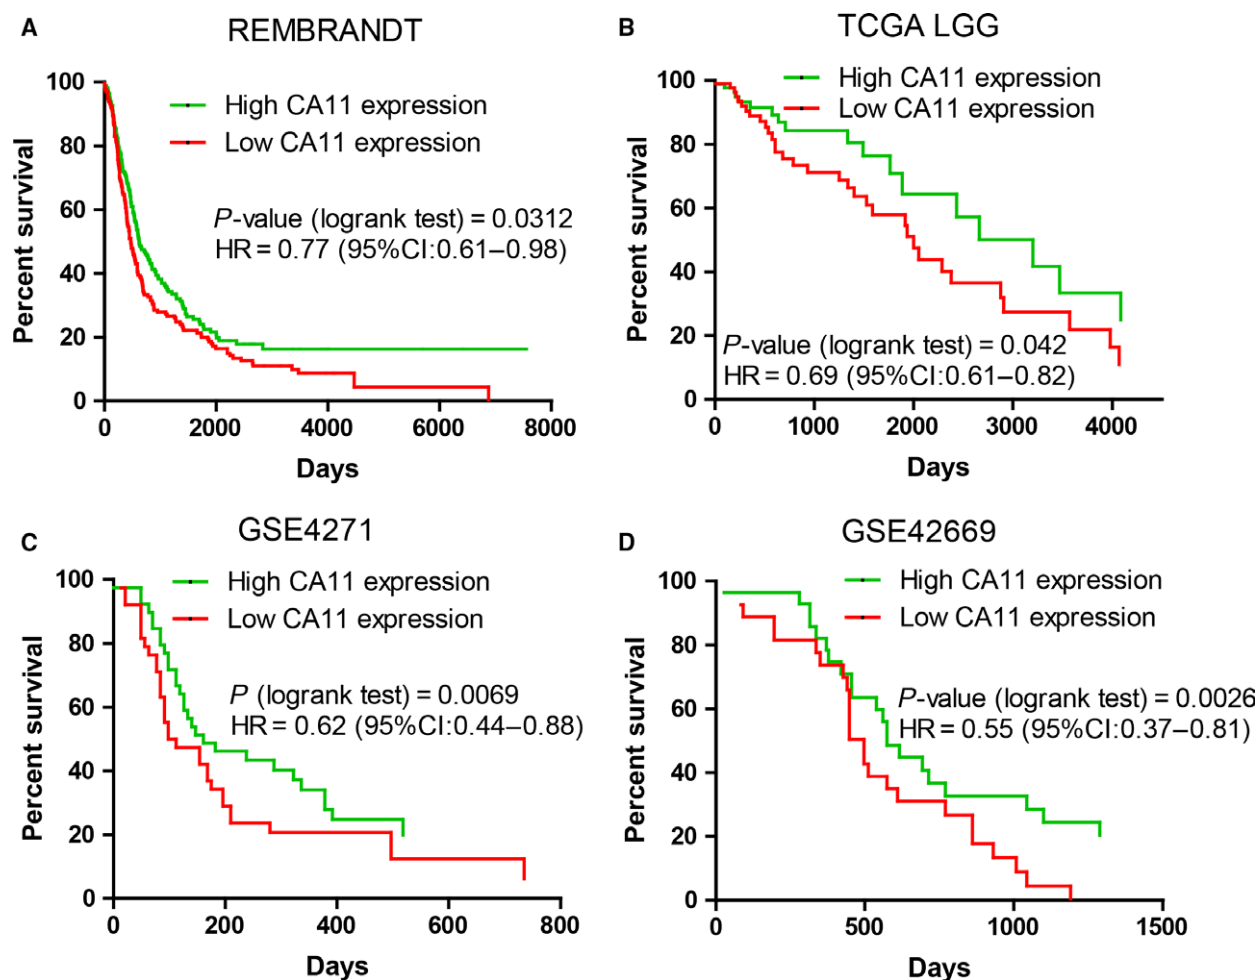 A
REMBRANDT
High CA11 expression
Low CA11 expression
P-value (logrank test) = 0.0312
HR = 0.77 (95%CI:0.61–0.98)
Percent survival
100
80
60
40
20
0
0 2000 4000 6000 8000
Days
B
TCGA LGG
High CA11 expression
Low CA11 expression
P-value (logrank test) = 0.042
HR = 0.69 (95%CI:0.61–0.82)
Percent survival
100
80
60
40
20
0
0 1000 2000 3000 4000
Days
C
GSE4271
High CA11 expression
Low CA11 expression
P (logrank test) = 0.0069
HR = 0.62 (95%CI:0.44–0.88)
Percent survival
100
80
60
40
20
0
0 200 400 600 800
Days
D
GSE42669
High CA11 expression
Low CA11 expression
P-value (logrank test) = 0.0026
HR = 0.55 (95%CI:0.37–0.81)
Percent survival
100
80
60
40
20
0
0 500 1000 1500
Days